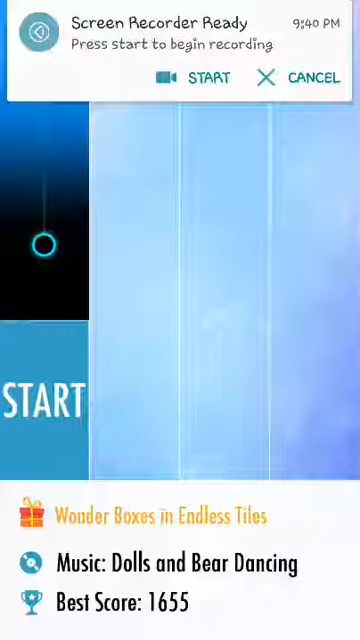 Screen Recorder Ready 9:40 PM
Press start to begin recording
START CANCEL
START
Wonder Boxes in Endless Tiles
Music: Dolls and Bear Dancing
Best Score: 1655